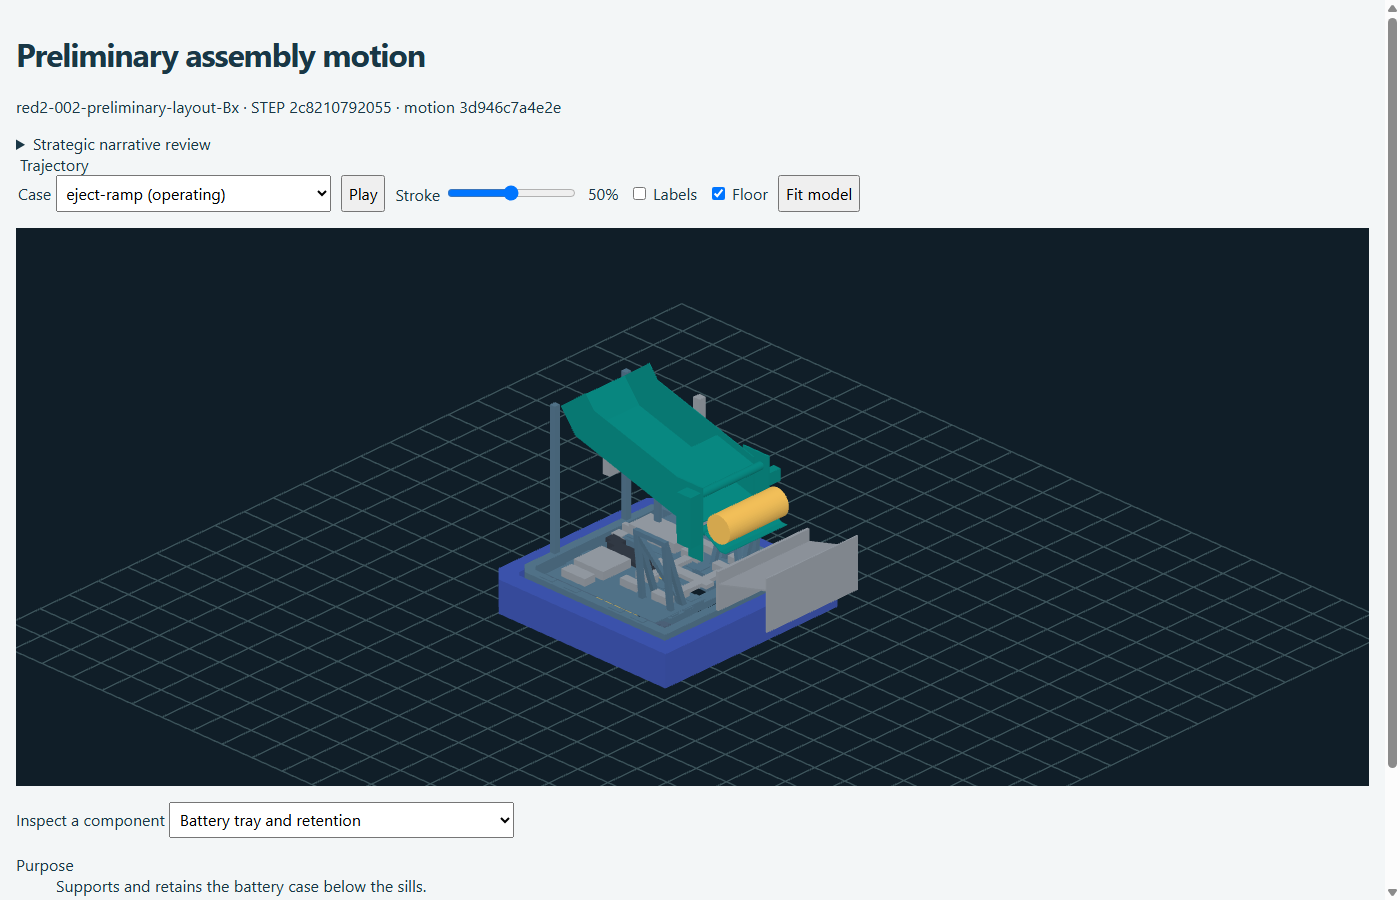 Preliminary assembly motion
red2-002-preliminary-layout-Bx · STEP 2c8210792055 · motion 3d946c7a4e2e
Strategic narrative review
Trajectory
Case eject-ramp (operating) Play Stroke 50% Labels Floor Fit model
Inspect a component Battery tray and retention
Purpose
Supports and retains the battery case below the sills.